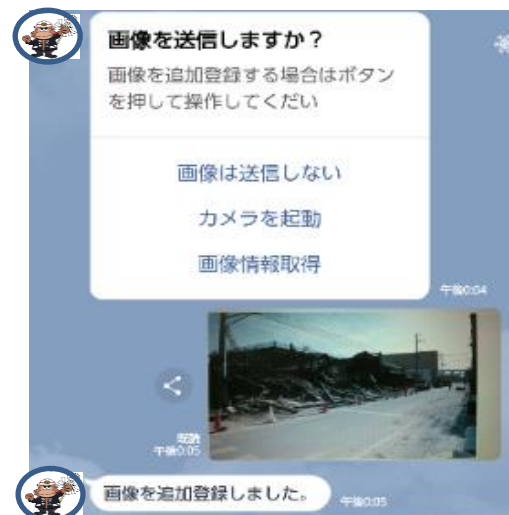 画像を送信しますか？
画像を追加登録する場合はボタン
を押して操作してくだい
画像は送信しない
カメラを起動
画像情報取得
午後0:04
既読
午後0:05
画像を追加登録しました。
午後0:05